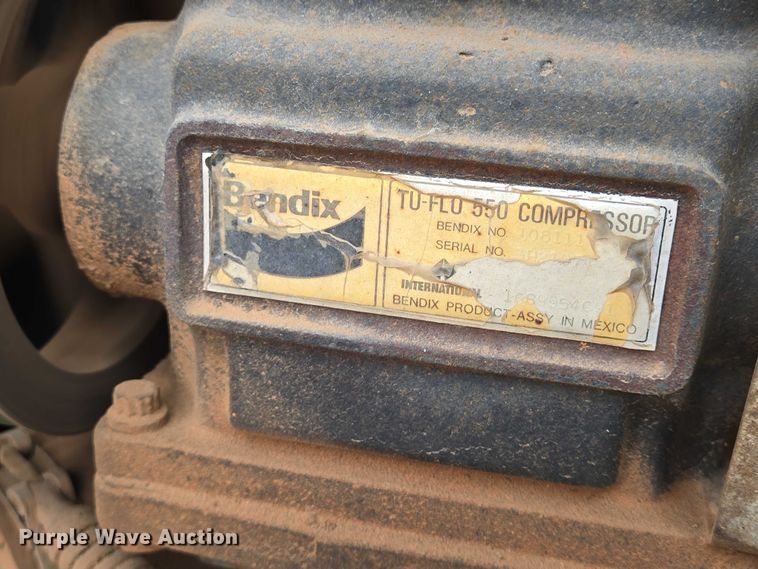 Bendix
TU-FLO 550 COMPRESSOR
BENDIX NO.
SERIAL NO.
INTERNATIONAL
BENDIX PRODUCT-ASSY IN MEXICO
Purple Wave Auction